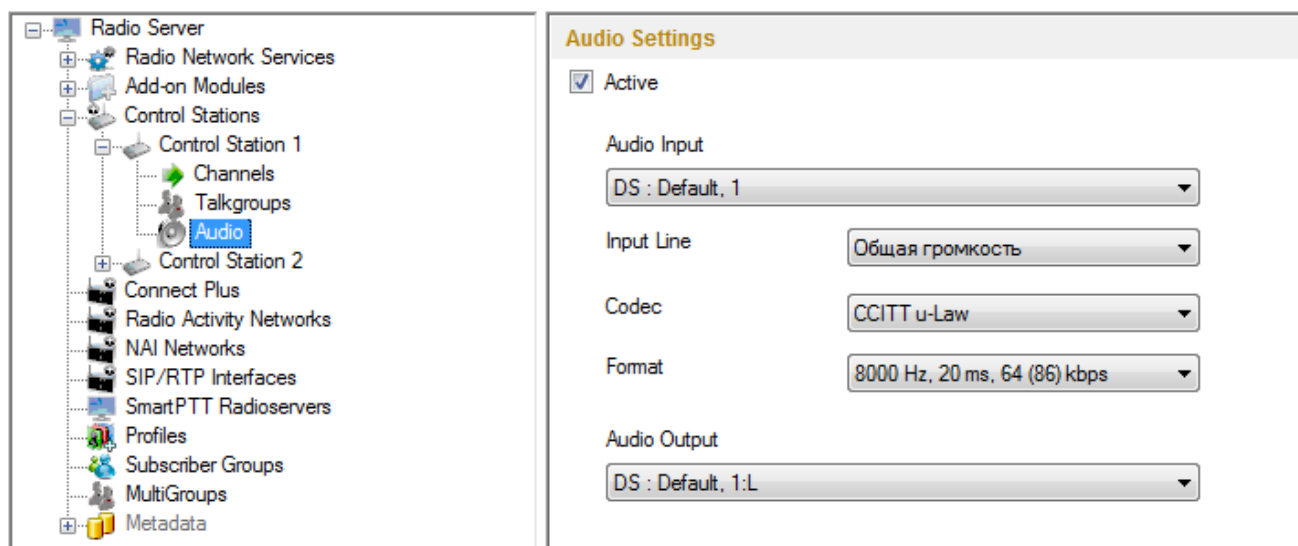 Radio Server
Radio Network Services
Add-on Modules
Control Stations
Control Station 1
Channels
Talkgroups
Audio
Control Station 2
Connect Plus
Radio Activity Networks
NAI Networks
SIP/RTP Interfaces
SmartPTT Radioservers
Profiles
Subscriber Groups
MultiGroups
Metadata
Audio Settings
Active
Audio Input
DS : Default, 1
Input Line
Общая громкость
Codec
CCITT u-Law
Format
8000 Hz, 20 ms, 64 (86) kbps
Audio Output
DS : Default, 1:L